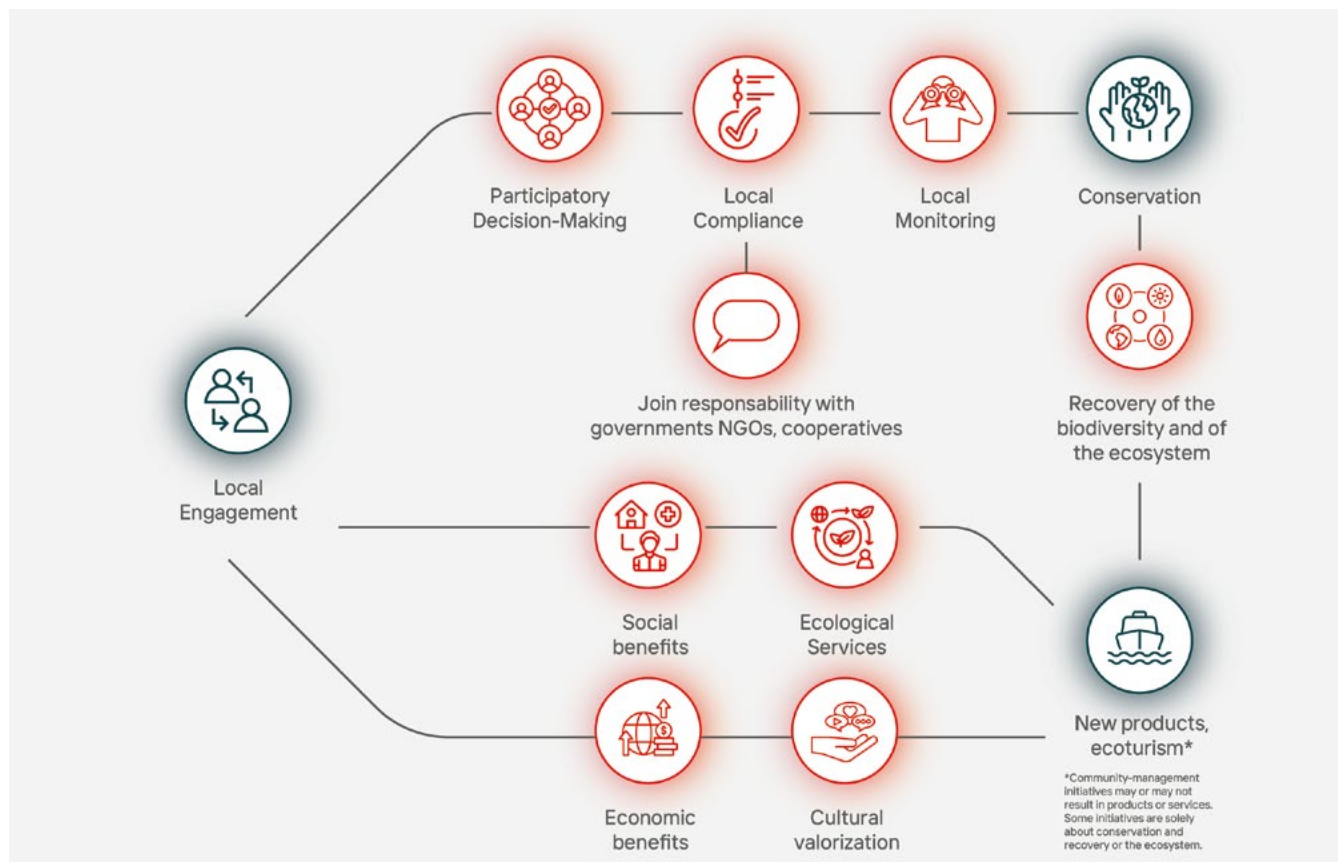 Participatory
Decision-Making
Local
Compliance
Local
Monitoring
Conservation
Join responsability with
governments NGOs, cooperatives
Recovery of the
biodiversity and of
the ecosystem
Local
Engagement
Social
benefits
Ecological
Services
New products,
ecoturism*
*Community-management
initiatives may or may not
result in products or services.
Some initiatives are solely
about conservation and
recovery or the ecosystem.
Economic
benefits
Cultural
valorization